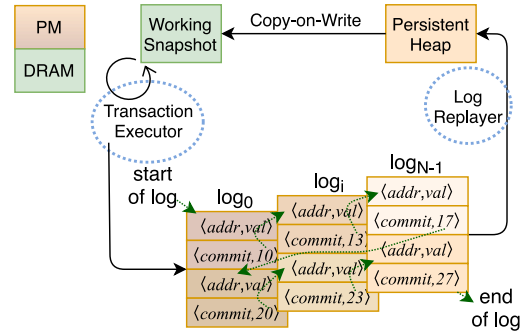 PM
DRAM
Working
Snapshot
Copy-on-Write
Persistent
Heap
Transaction
Executor
Log
Replayer
start
of log
log0
⟨addr,val⟩
⟨commit,10⟩
⟨addr,val⟩
⟨commit,20⟩
logi
⟨addr,val⟩
⟨commit,13⟩
⟨addr,val⟩
⟨commit,23⟩
logN-1
⟨addr,val⟩
⟨commit,17⟩
⟨addr,val⟩
⟨commit,27⟩
end
of log